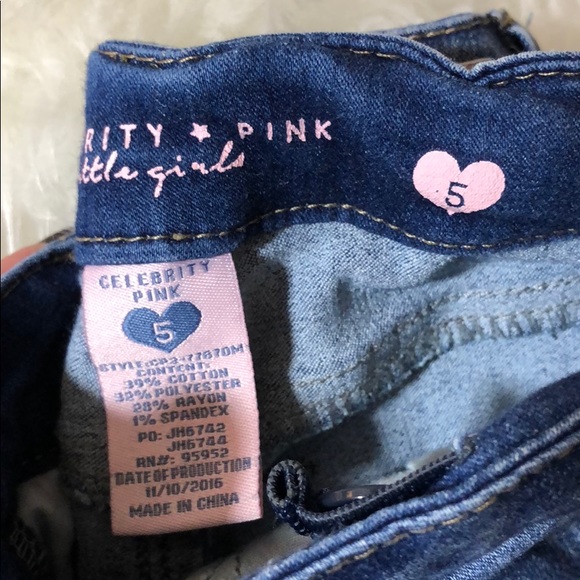 RITY ★ PINK
ttle girls
5
CELEBRITY
PINK
5
CONTENT:
39% COTTON
32% POLYESTER
28% RAYON
1% SPANDEX
PO: JH6742
JH6744
RN#: 95952
DATE OF PRODUCTION
11/10/2016
MADE IN CHINA